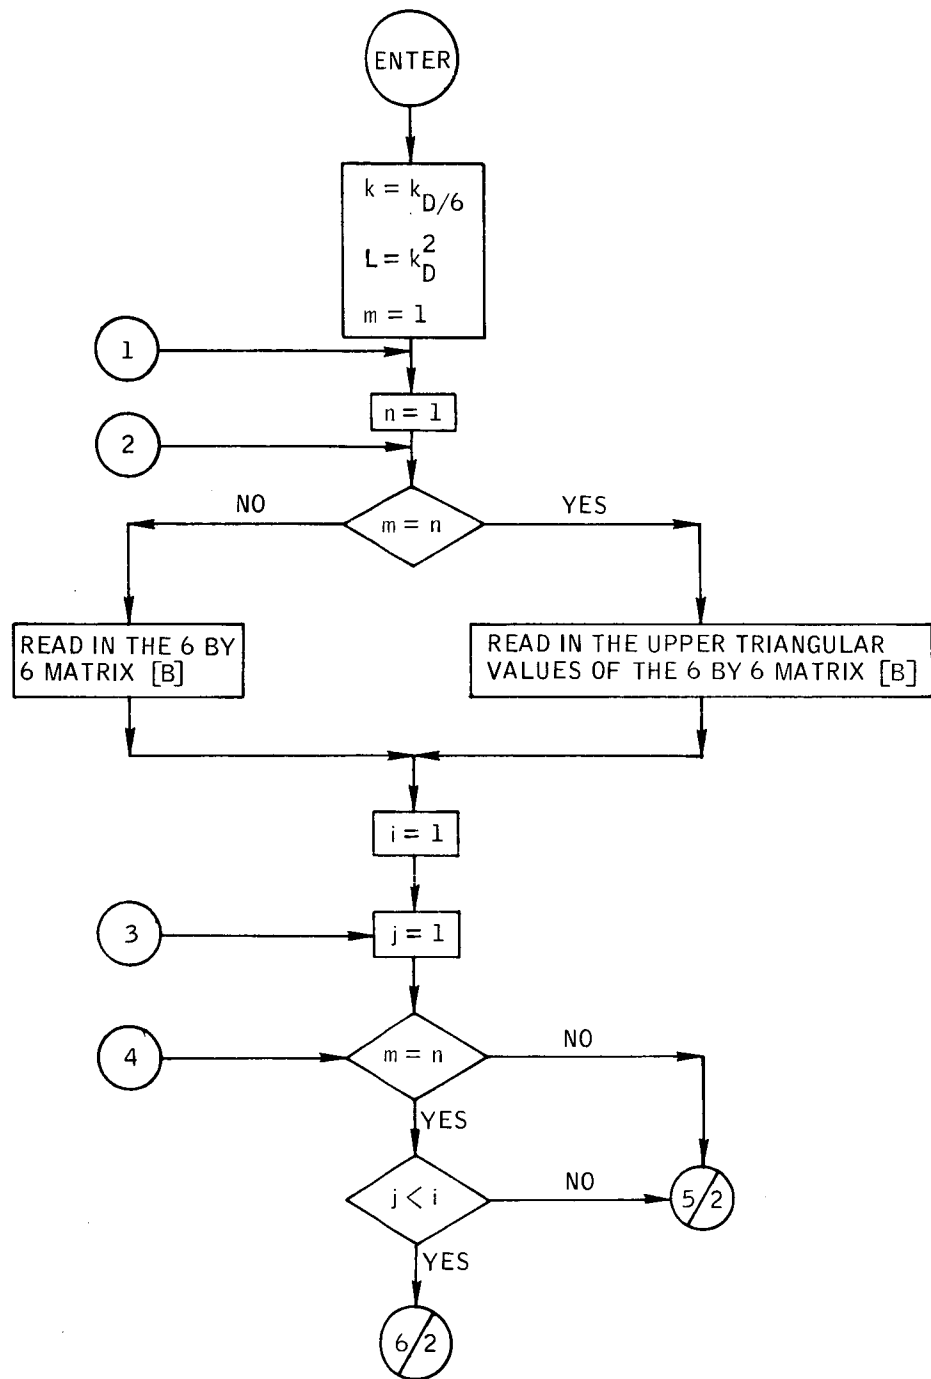 ENTER
k = k_{D/6}
L = k_D^2
m = 1
1
n = 1
2
NO
m = n
YES
READ IN THE 6 BY
6 MATRIX [B]
READ IN THE UPPER TRIANGULAR
VALUES OF THE 6 BY 6 MATRIX [B]
i = 1
3
j = 1
4
m = n
NO
YES
j < i
NO
5/2
YES
6/2